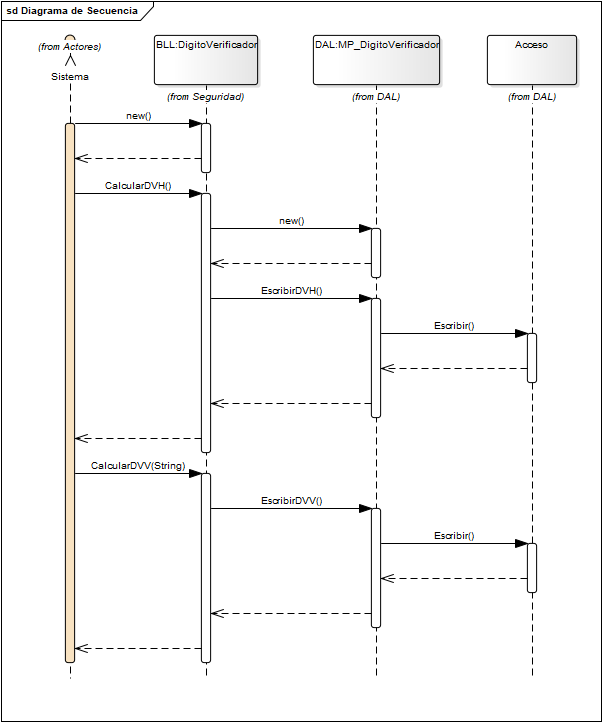 sd Diagrama de Secuencia
(from Actores)
Sistema
BLL:DigitoVerificador
(from Seguridad)
DAL:MP_DigitoVerificador
(from DAL)
Acceso
(from DAL)
new()
CalcularDVH()
new()
EscribirDVH()
Escribir()
CalcularDVV(String)
EscribirDVV()
Escribir()